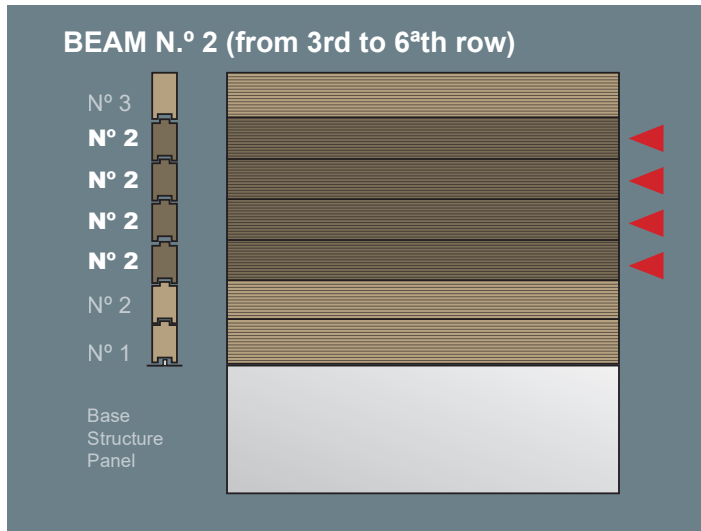 BEAM N.º 2 (from 3rd to 6ªth row)
Nº 3
Nº 2
Nº 2
Nº 2
Nº 2
Nº 2
Nº 1
Base
Structure
Panel